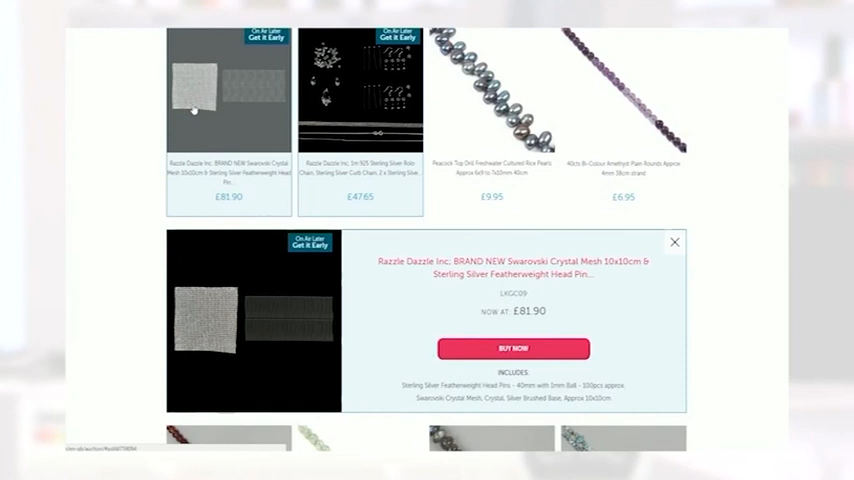 On Air Later
Get it Early
On Air Later
Get it Early
Razzle Dazzle Inc; BRAND NEW Swarovski Crystal
Mesh 10x10cm & Sterling Silver Featherweight Head
Pin...
£81.90
Razzle Dazzle Inc; 1m 925 Sterling Silver Rolo
Chain, Sterling Silver Curb Chain, 2 x Sterling Silve...
£47.65
Peacock Top Drill Freshwater Cultured Rice Pearls
Approx 6x9 to 7x10mm 40cm
£9.95
40cts Bi-Colour Amethyst Plain Rounds Approx
4mm 38cm strand
£6.95
On Air Later
Get it Early
Razzle Dazzle Inc; BRAND NEW Swarovski Crystal Mesh 10x10cm &
Sterling Silver Featherweight Head Pin...
LKGC09
NOW AT: £81.90
BUY NOW
INCLUDES:
Sterling Silver Featherweight Head Pins - 40mm with 1mm Ball - 100pcs approx.
Swarovski Crystal Mesh, Crystal, Silver Brushed Base, Approx 10x10cm